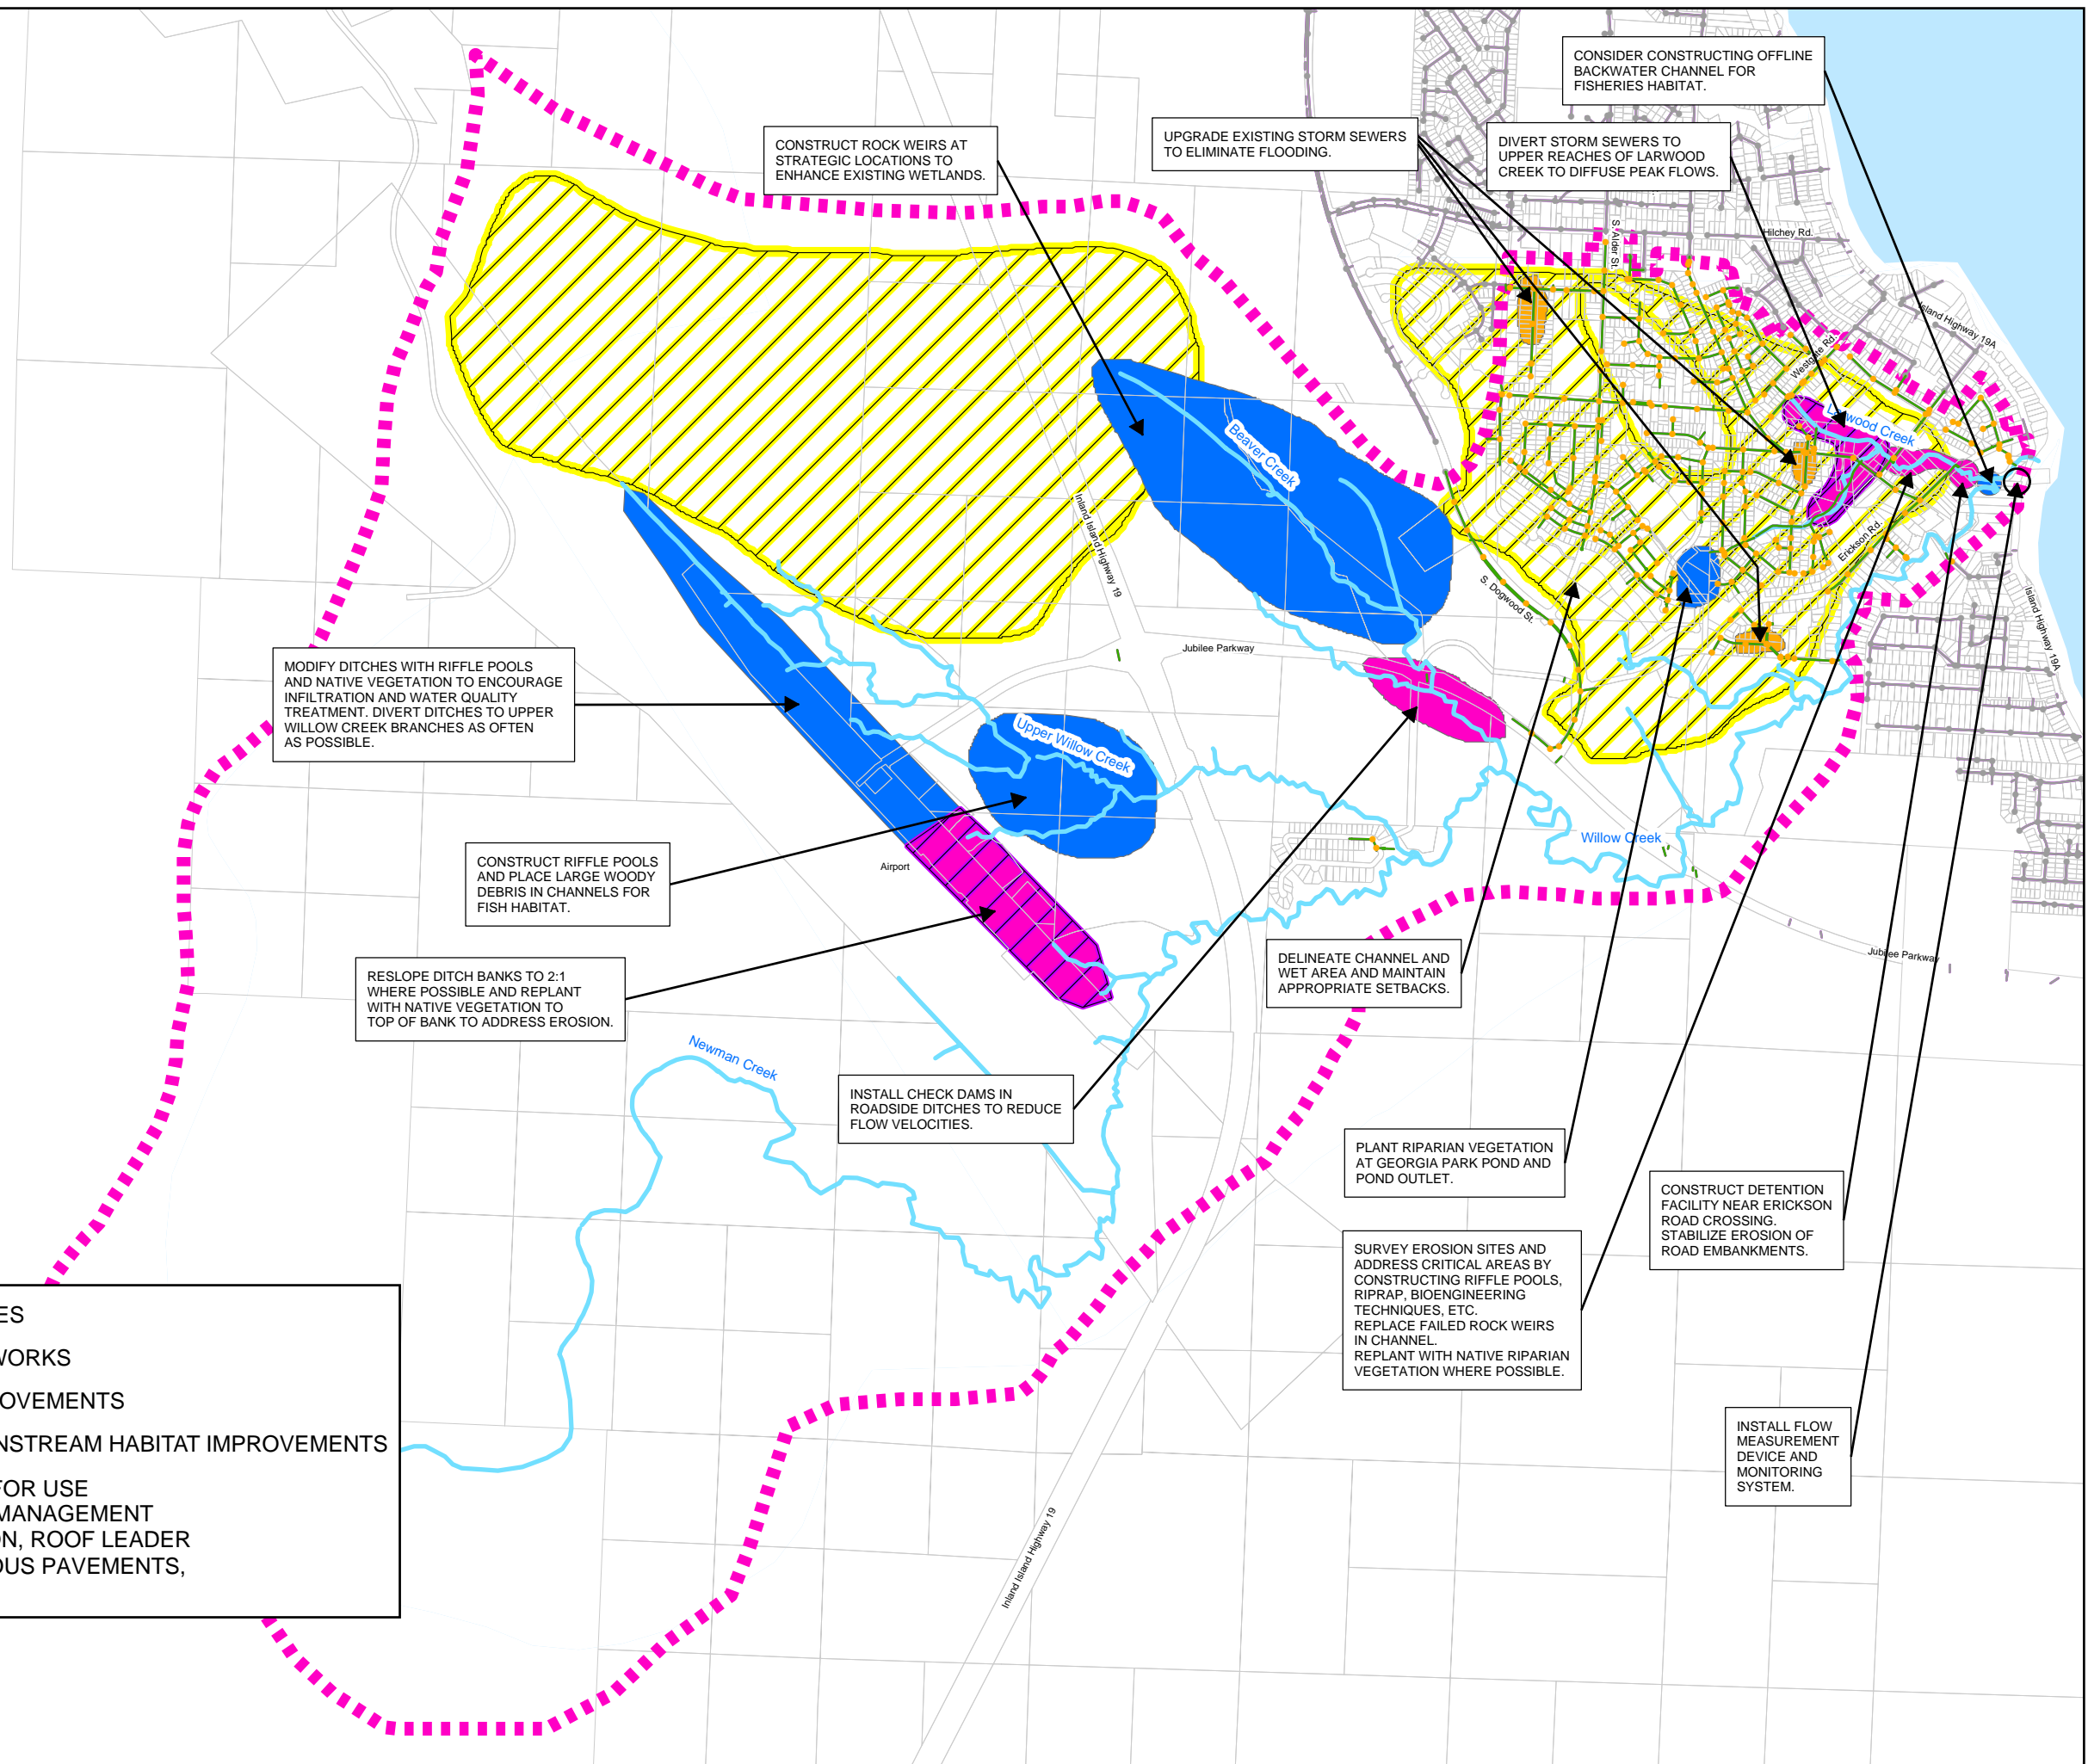 CONSIDER CONSTRUCTING OFFLINE
BACKWATER CHANNEL FOR
FISHERIES HABITAT.
CONSTRUCT ROCK WEIRS AT
STRATEGIC LOCATIONS TO
ENHANCE EXISTING WETLANDS.
UPGRADE EXISTING STORM SEWERS
TO ELIMINATE FLOODING.
DIVERT STORM SEWERS TO
UPPER REACHES OF LARWOOD
CREEK TO DIFFUSE PEAK FLOWS.
S. Alder St.
Hilchey Rd.
Island Highway 19A
Westgate Rd.
Larwood Creek
Beaver Creek
Inland Island Highway 19
Erickson Rd.
S. Dogwood St.
Island Highway 19A
Jubilee Parkway
MODIFY DITCHES WITH RIFFLE POOLS
AND NATIVE VEGETATION TO ENCOURAGE
INFILTRATION AND WATER QUALITY
TREATMENT. DIVERT DITCHES TO UPPER
WILLOW CREEK BRANCHES AS OFTEN
AS POSSIBLE.
Upper Willow Creek
Willow Creek
CONSTRUCT RIFFLE POOLS
AND PLACE LARGE WOODY
DEBRIS IN CHANNELS FOR
FISH HABITAT.
Airport
RESLOPE DITCH BANKS TO 2:1
WHERE POSSIBLE AND REPLANT
WITH NATIVE VEGETATION TO
TOP OF BANK TO ADDRESS EROSION.
DELINEATE CHANNEL AND
WET AREA AND MAINTAIN
APPROPRIATE SETBACKS.
Jubilee Parkway
Newman Creek
INSTALL CHECK DAMS IN
ROADSIDE DITCHES TO REDUCE
FLOW VELOCITIES.
PLANT RIPARIAN VEGETATION
AT GEORGIA PARK POND AND
POND OUTLET.
CONSTRUCT DETENTION
FACILITY NEAR ERICKSON
ROAD CROSSING.
STABILIZE EROSION OF
ROAD EMBANKMENTS.
SURVEY EROSION SITES AND
ADDRESS CRITICAL AREAS BY
CONSTRUCTING RIFFLE POOLS,
RIPRAP, BIOENGINEERING
TECHNIQUES, ETC.
REPLACE FAILED ROCK WEIRS
IN CHANNEL.
REPLANT WITH NATIVE RIPARIAN
VEGETATION WHERE POSSIBLE.
INSTALL FLOW
MEASUREMENT
DEVICE AND
MONITORING
SYSTEM.
Inland Island Highway 19
ES
WORKS
OVEMENTS
NSTREAM HABITAT IMPROVEMENTS
FOR USE
MANAGEMENT
ON, ROOF LEADER
OUS PAVEMENTS,